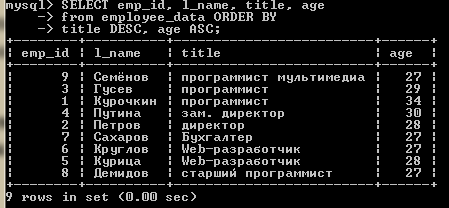 mysql> SELECT emp_id, l_name, title, age
-> from employee_data ORDER BY
-> title DESC, age ASC;
emp_id | l_name | title | age
9 | Семёнов | программист мультимедиа | 27
3 | Гусев | программист | 29
1 | Курочкин | программист | 34
4 | Путина | зам. директор | 30
2 | Петров | директор | 28
7 | Сахаров | Бухгалтер | 27
6 | Круглов | Web-разработчик | 27
5 | Курица | Web-разработчик | 28
8 | Демидов | старший программист | 27
9 rows in set (0.00 sec)